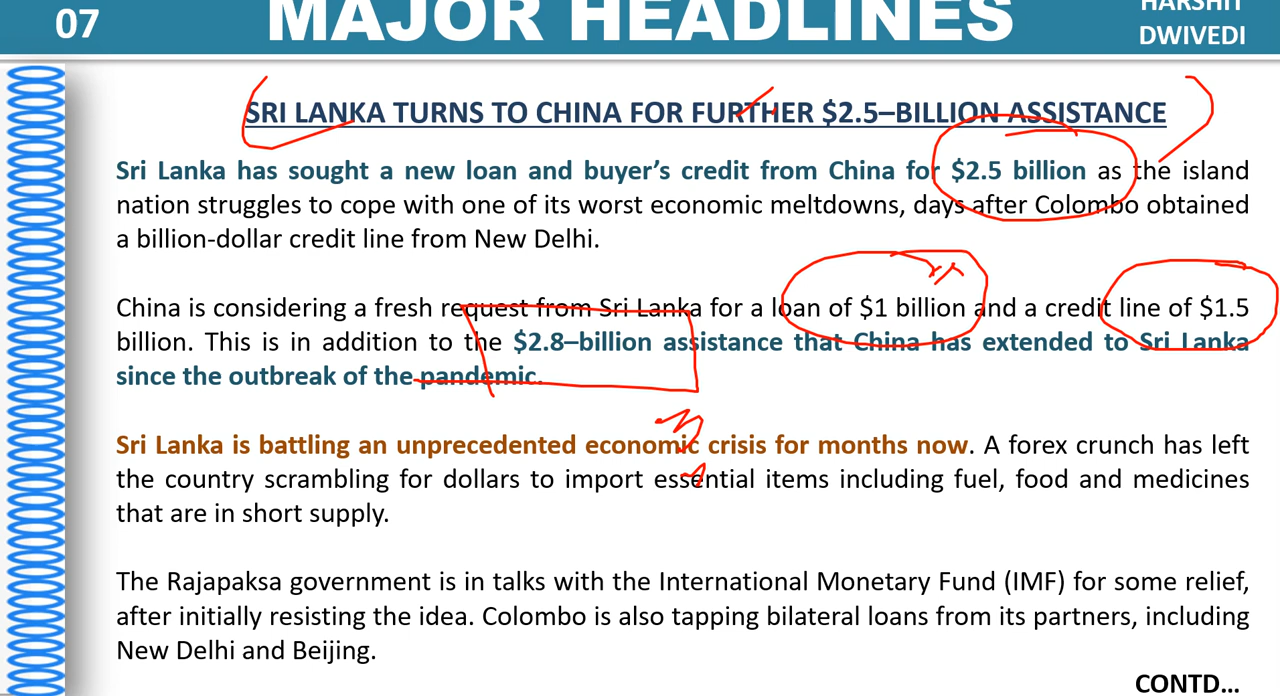 07
MAJOR HEADLINES
HARSHIT
DWIVEDI
SRI LANKA TURNS TO CHINA FOR FURTHER $2.5–BILLION ASSISTANCE
Sri Lanka has sought a new loan and buyer’s credit from China for $2.5 billion as the island
nation struggles to cope with one of its worst economic meltdowns, days after Colombo obtained
a billion-dollar credit line from New Delhi.
China is considering a fresh request from Sri Lanka for a loan of $1 billion and a credit line of $1.5
billion. This is in addition to the $2.8–billion assistance that China has extended to Sri Lanka
since the outbreak of the pandemic.
Sri Lanka is battling an unprecedented economic crisis for months now. A forex crunch has left
the country scrambling for dollars to import essential items including fuel, food and medicines
that are in short supply.
The Rajapaksa government is in talks with the International Monetary Fund (IMF) for some relief,
after initially resisting the idea. Colombo is also tapping bilateral loans from its partners, including
New Delhi and Beijing.
CONTD...